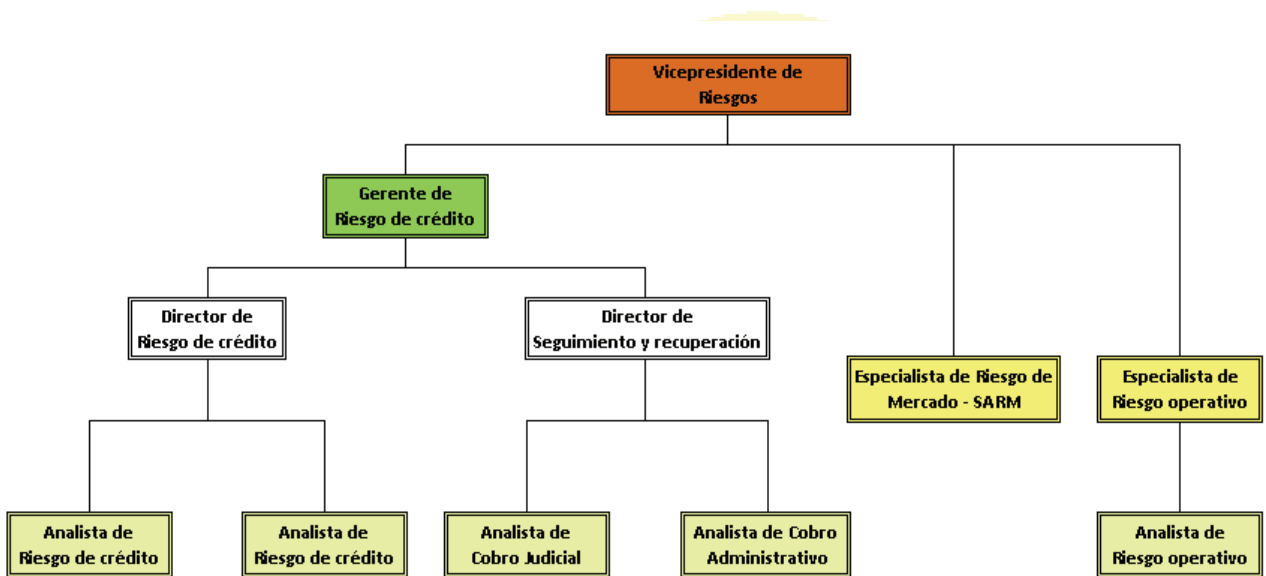 Vicepresidente de
Riesgos
Gerente de
Riesgo de crédito
Director de
Riesgo de crédito
Director de
Seguimiento y recuperación
Especialista de Riesgo de
Mercado - SARM
Especialista de
Riesgo operativo
Analista de
Riesgo de crédito
Analista de
Riesgo de crédito
Analista de
Cobro Judicial
Analista de Cobro
Administrativo
Analista de
Riesgo operativo